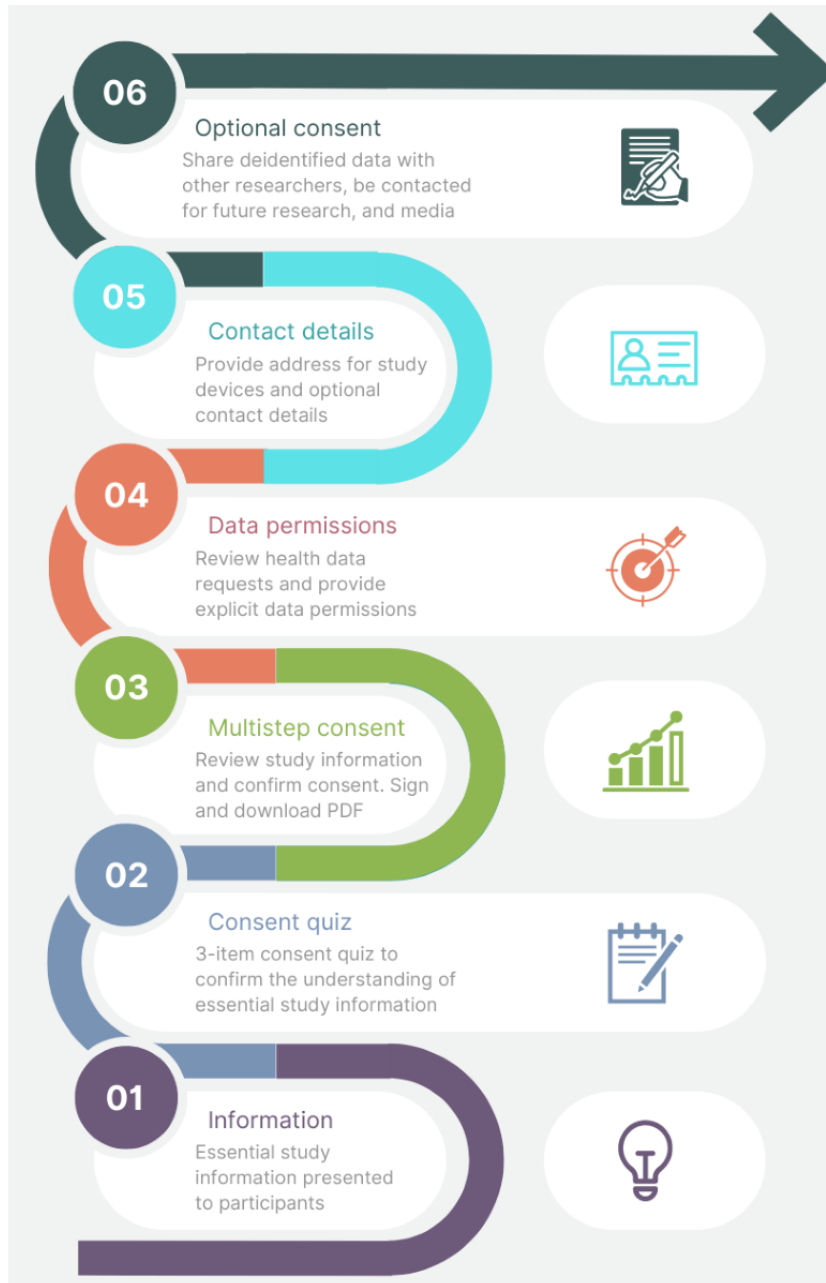 06
Optional consent
Share deidentified data with
other researchers, be contacted
for future research, and media
05
Contact details
Provide address for study
devices and optional
contact details
04
Data permissions
Review health data
requests and provide
explicit data permissions
03
Multistep consent
Review study information
and confirm consent. Sign
and download PDF
02
Consent quiz
3-item consent quiz to
confirm the understanding of
essential study information
01
Information
Essential study
information presented
to participants